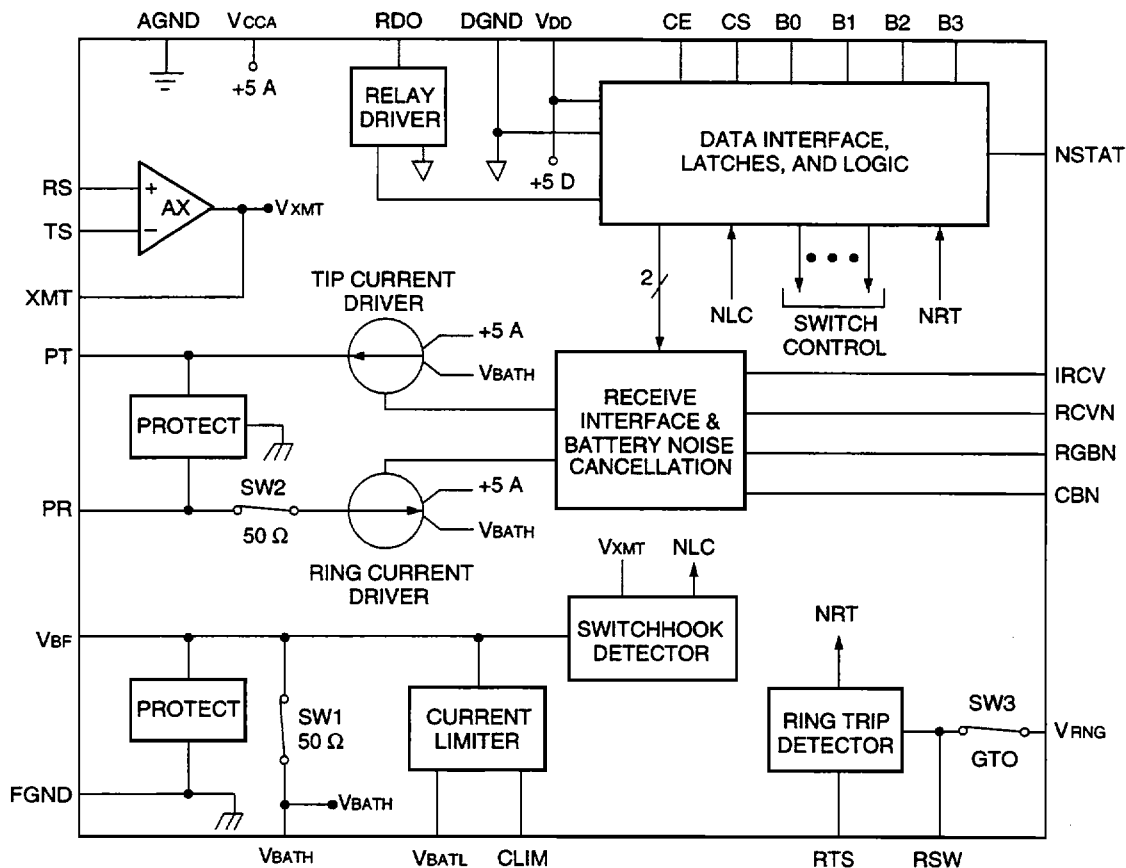 AGND VCCA RDO DGND VDD CE CS B0 B1 B2 B3
+5 A
RELAY
DRIVER
+5 D
DATA INTERFACE,
LATCHES, AND LOGIC
NSTAT
RS
TS
+
AX
−
VXMT
XMT
2
NLC
SWITCH
CONTROL
NRT
TIP CURRENT
DRIVER
+5 A
VBATH
PT
PROTECT
RECEIVE
INTERFACE &
BATTERY NOISE
CANCELLATION
IRCV
RCVN
RGBN
CBN
PR
SW2
50 Ω
+5 A
VBATH
RING CURRENT
DRIVER
VXMT NLC
SWITCHHOOK
DETECTOR
VBF
PROTECT
SW1
50 Ω
CURRENT
LIMITER
NRT
RING TRIP
DETECTOR
SW3
GTO
VRNG
FGND
VBATH
VBATH VBATL CLIM RTS RSW